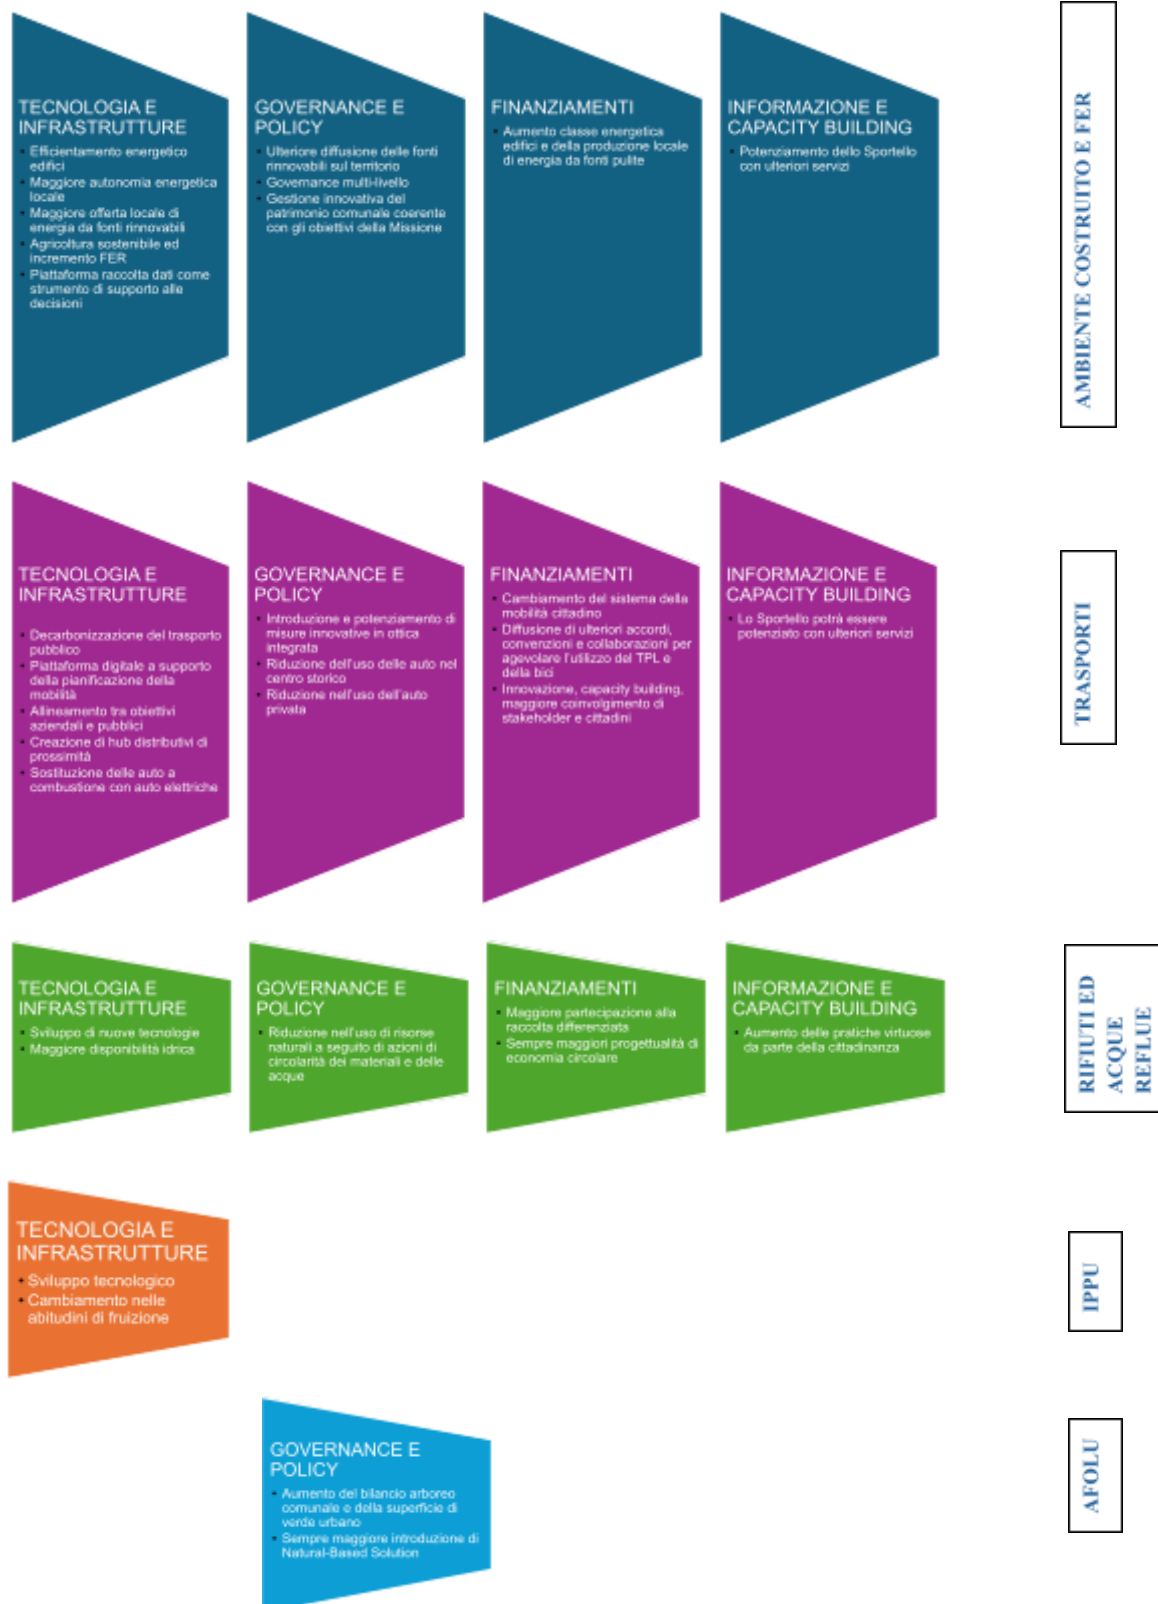 TECNOLOGIA E
INFRASTRUTTURE
• Efficientamento energetico
edifici
• Maggiore autonomia energetica
locale
• Maggiore offerta locale di
energia da fonti rinnovabili
• Agricoltura sostenibile ed
incremento FER
• Piattaforma raccolta dati come
strumento di supporto alle
decisioni
GOVERNANCE E
POLICY
• Ulteriore diffusione delle fonti
rinnovabili sul territorio
• Governance multi-livello
• Gestione innovativa del
patrimonio comunale coerente
con gli obiettivi della Missione
FINANZIAMENTI
• Aumento classe energetica
edifici e della produzione locale
di energia da fonti pulite
INFORMAZIONE E
CAPACITY BUILDING
• Potenziamento dello Sportello
con ulteriori servizi
AMBIENTE COSTRUITO E FER
TECNOLOGIA E
INFRASTRUTTURE
• Decarbonizzazione del trasporto
pubblico
• Piattaforma digitale a supporto
della pianificazione della
mobilità
• Allineamento tra obiettivi
aziendali e pubblici
• Creazione di hub distributivi di
prossimità
• Sostituzione delle auto a
combustione con auto elettriche
GOVERNANCE E
POLICY
• Introduzione e potenziamento di
misure innovative in ottica
integrata
• Riduzione dell'uso delle auto nel
centro storico
• Riduzione nell'uso dell'auto
privata
FINANZIAMENTI
• Cambiamento del sistema della
mobilità cittadino
• Diffusione di ulteriori accordi,
convenzioni e collaborazioni per
agevolare l'utilizzo del TPL e
della bici
• Innovazione, capacity building,
maggiore coinvolgimento di
stakeholder e cittadini
INFORMAZIONE E
CAPACITY BUILDING
• Lo Sportello potrà essere
potenziato con ulteriori servizi
TRASPORTI
TECNOLOGIA E
INFRASTRUTTURE
• Sviluppo di nuove tecnologie
• Maggiore disponibilità idrica
GOVERNANCE E
POLICY
• Riduzione nell'uso di risorse
naturali a seguito di azioni di
circolarità dei materiali e delle
acque
FINANZIAMENTI
• Maggiore partecipazione alla
raccolta differenziata
• Sempre maggiori progettualità di
economia circolare
INFORMAZIONE E
CAPACITY BUILDING
• Aumento delle pratiche virtuose
da parte della cittadinanza
RIFIUTI ED
ACQUE
REFLUE
TECNOLOGIA E
INFRASTRUTTURE
• Sviluppo tecnologico
• Cambiamento nelle
abitudini di fruizione
IPPU
GOVERNANCE E
POLICY
• Aumento del bilancio arboreo
comunale e della superficie di
verde urbano
• Sempre maggiore introduzione di
Natural-Based Solution
AFOLU